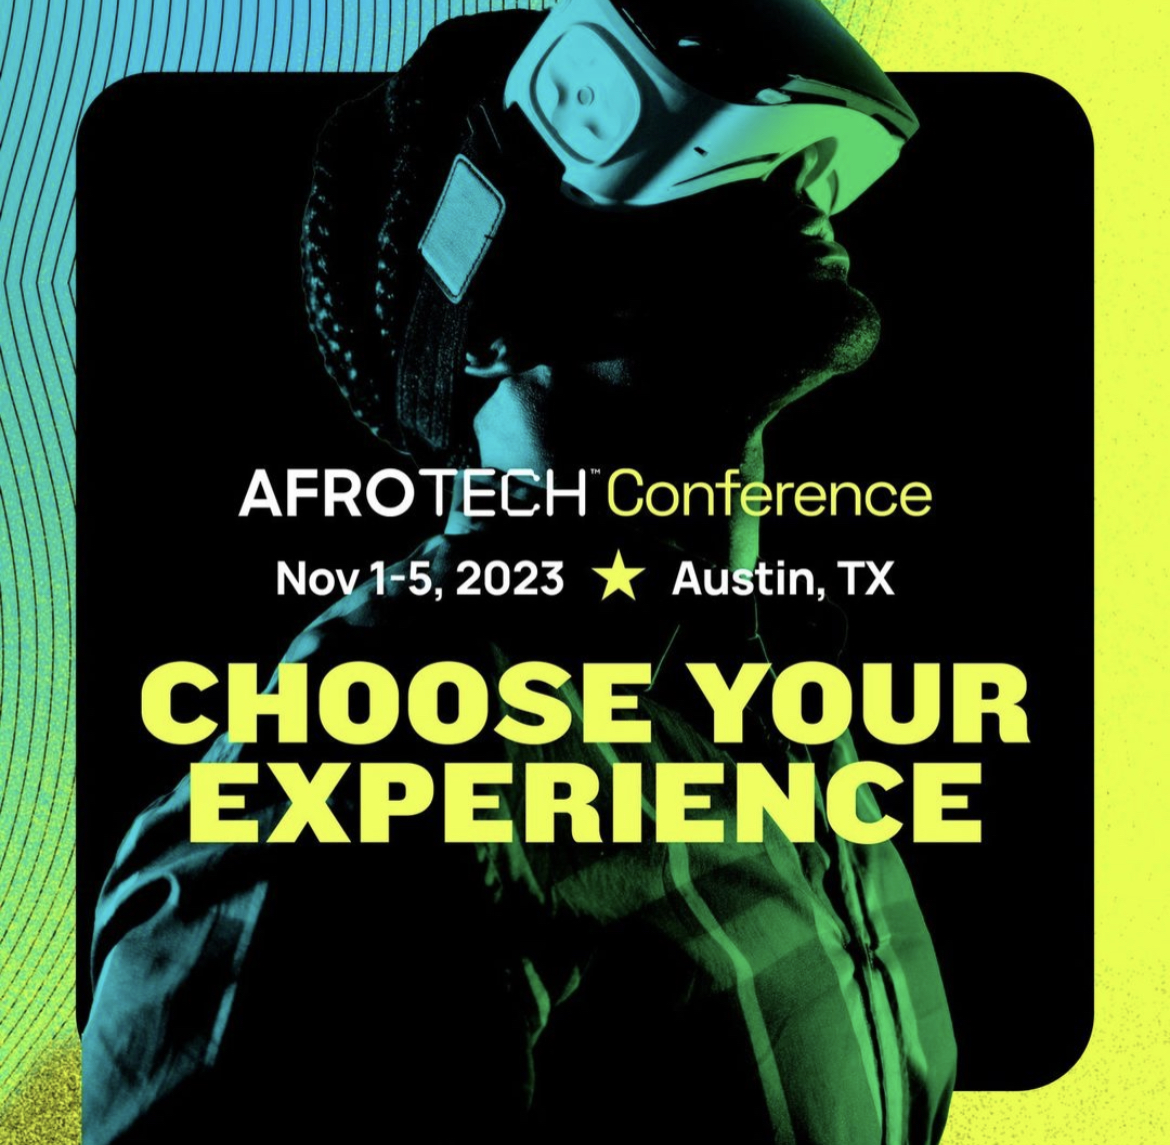 AFROTECH™ Conference
Nov 1-5, 2023 ★ Austin, TX
CHOOSE YOUR
EXPERIENCE